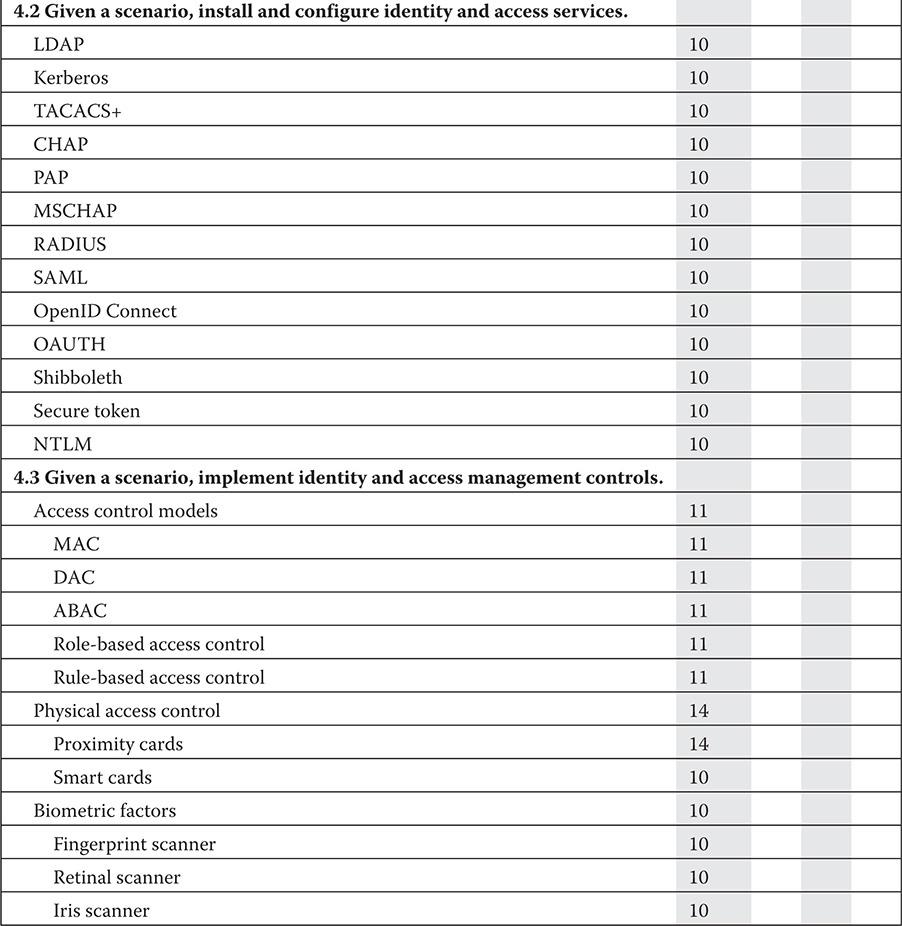 4.2 Given a scenario, install and configure identity and access services.
LDAP 10
Kerberos 10
TACACS+ 10
CHAP 10
PAP 10
MSCHAP 10
RADIUS 10
SAML 10
OpenID Connect 10
OAUTH 10
Shibboleth 10
Secure token 10
NTLM 10
4.3 Given a scenario, implement identity and access management controls.
Access control models 11
MAC 11
DAC 11
ABAC 11
Role-based access control 11
Rule-based access control 11
Physical access control 14
Proximity cards 14
Smart cards 10
Biometric factors 10
Fingerprint scanner 10
Retinal scanner 10
Iris scanner 10